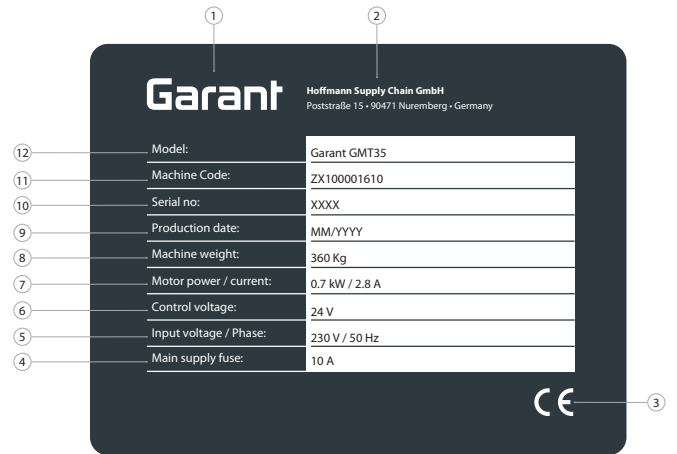 1 2
Garant
Hoffmann Supply Chain GmbH
Poststraße 15 • 90471 Nuremberg • Germany
12 Model: Garant GMT35
11 Machine Code: ZX100001610
10 Serial no: XXXX
9 Production date: MM/YYYY
8 Machine weight: 360 Kg
7 Motor power / current: 0.7 kW / 2.8 A
6 Control voltage: 24 V
5 Input voltage / Phase: 230 V / 50 Hz
4 Main supply fuse: 10 A
CE 3